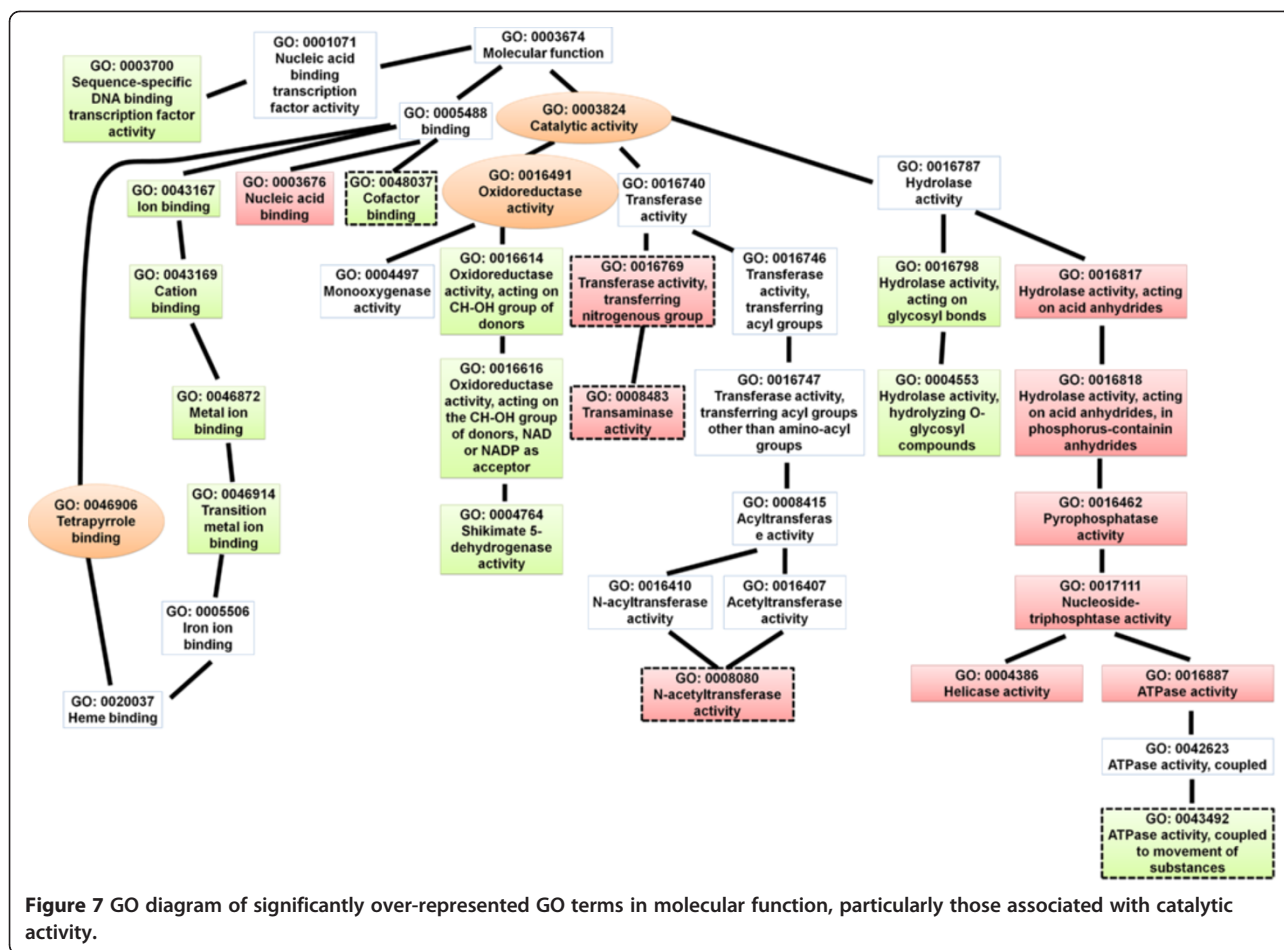 GO: 0003674
Molecular function
GO: 0001071
Nucleic acid
binding
transcription
factor activity
GO: 0003700
Sequence-specific
DNA binding
transcription factor
activity
GO: 0005488
binding
GO: 0003824
Catalytic activity
GO: 0043167
Ion binding
GO: 0003676
Nucleic acid
binding
GO: 0048037
Cofactor
binding
GO: 0016491
Oxidoreductase
activity
GO: 0016740
Transferase
activity
GO: 0016787
Hydrolase
activity
GO: 0043169
Cation
binding
GO: 0004497
Monooxygenase
activity
GO: 0016614
Oxidoreductase
activity, acting on
CH-OH group of
donors
GO: 0016769
Transferase activity,
transferring
nitrogenous group
GO: 0016746
Transferase
activity,
transferring
acyl groups
GO: 0016798
Hydrolase activity,
acting on
glycosyl bonds
GO: 0016817
Hydrolase activity, acting
on acid anhydrides
GO: 0046872
Metal ion
binding
GO: 0016616
Oxidoreductase
activity, acting on
the CH-OH group
of donors, NAD
or NADP as
acceptor
GO: 0008483
Transaminase
activity
GO: 0016747
Transferase activity,
transferring acyl groups
other than amino-acyl
groups
GO: 0004553
Hydrolase activity,
hydrolyzing O-
glycosyl
compounds
GO: 0016818
Hydrolase activity, acting
on acid anhydrides, in
phosphorus-containin
anhydrides
GO: 0046906
Tetrapyrrole
binding
GO: 0046914
Transition
metal ion
binding
GO: 0004764
Shikimate 5-
dehydrogenase
activity
GO: 0008415
Acyltransferas
e activity
GO: 0016462
Pyrophosphatase
activity
GO: 0005506
Iron ion
binding
GO: 0016410
N-acyltransferase
activity
GO: 0016407
Acetyltransferase
activity
GO: 0017111
Nucleoside-
triphosphtase activity
GO: 0020037
Heme binding
GO: 0008080
N-acetyltransferase
activity
GO: 0004386
Helicase activity
GO: 0016887
ATPase activity
GO: 0042623
ATPase activity, coupled
GO: 0043492
ATPase activity, coupled
to movement of
substances
Figure 7 GO diagram of significantly over-represented GO terms in molecular function, particularly those associated with catalytic
activity.